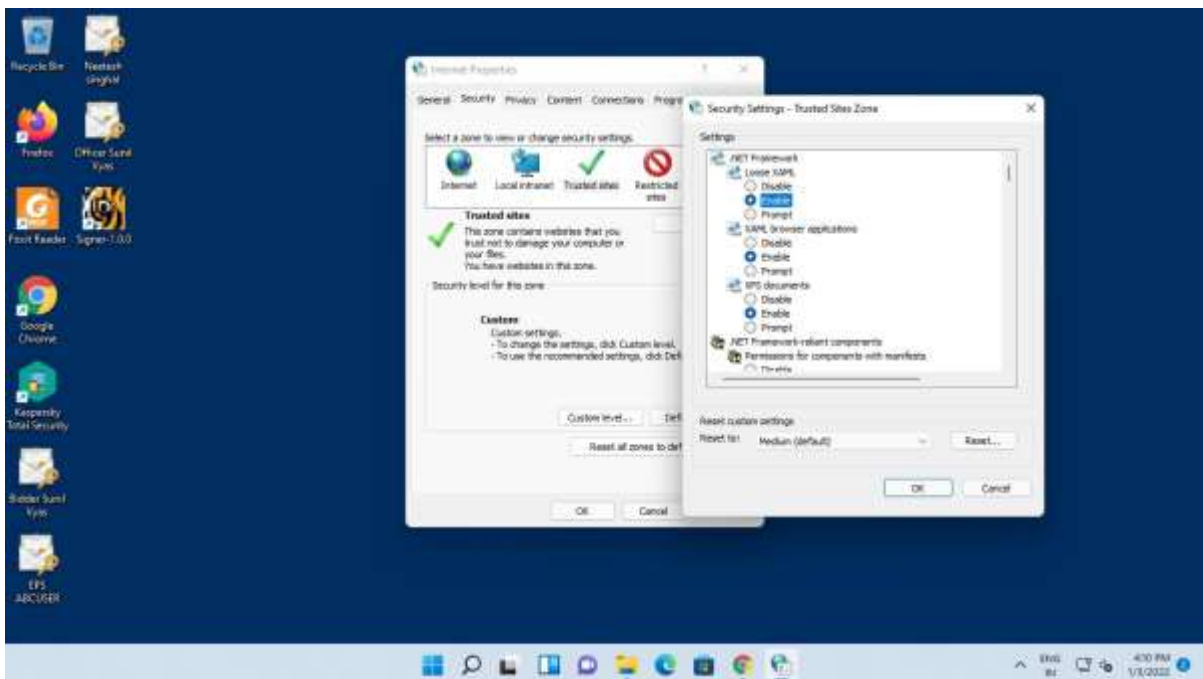 Recycle Bin
Neetesh
singhal
Firefox
Officer Sunil
Vyas
Foxit Reader
Signer-1.0.0
Google
Chrome
Kaspersky
Total Security
Bidder Sunil
Vyas
EPS
ABCUSER
Internet Properties
General Security Privacy Content Connections
Select a zone to view or change security settings.
Internet Local intranet Trusted sites Restricted
sites
Trusted sites
This zone contains websites that you
trust not to damage your computer or
your files.
You have websites in this zone.
Security level for this zone
Custom
Custom settings.
- To change the settings, click Custom level.
- To use the recommended settings, click Def
Custom level... Def
Reset all zones to def
OK Cancel
Security Settings - Trusted Sites Zone
Settings
.NET Framework
Loose XAML
Disable
Enable
Prompt
XAML browser applications
Disable
Enable
Prompt
XPS documents
Disable
Enable
Prompt
.NET Framework-reliant components
Permissions for components with manifests
Disable
Reset custom settings
Reset to: Medium (default) Reset...
OK Cancel
ENG
IN
4:30 PM